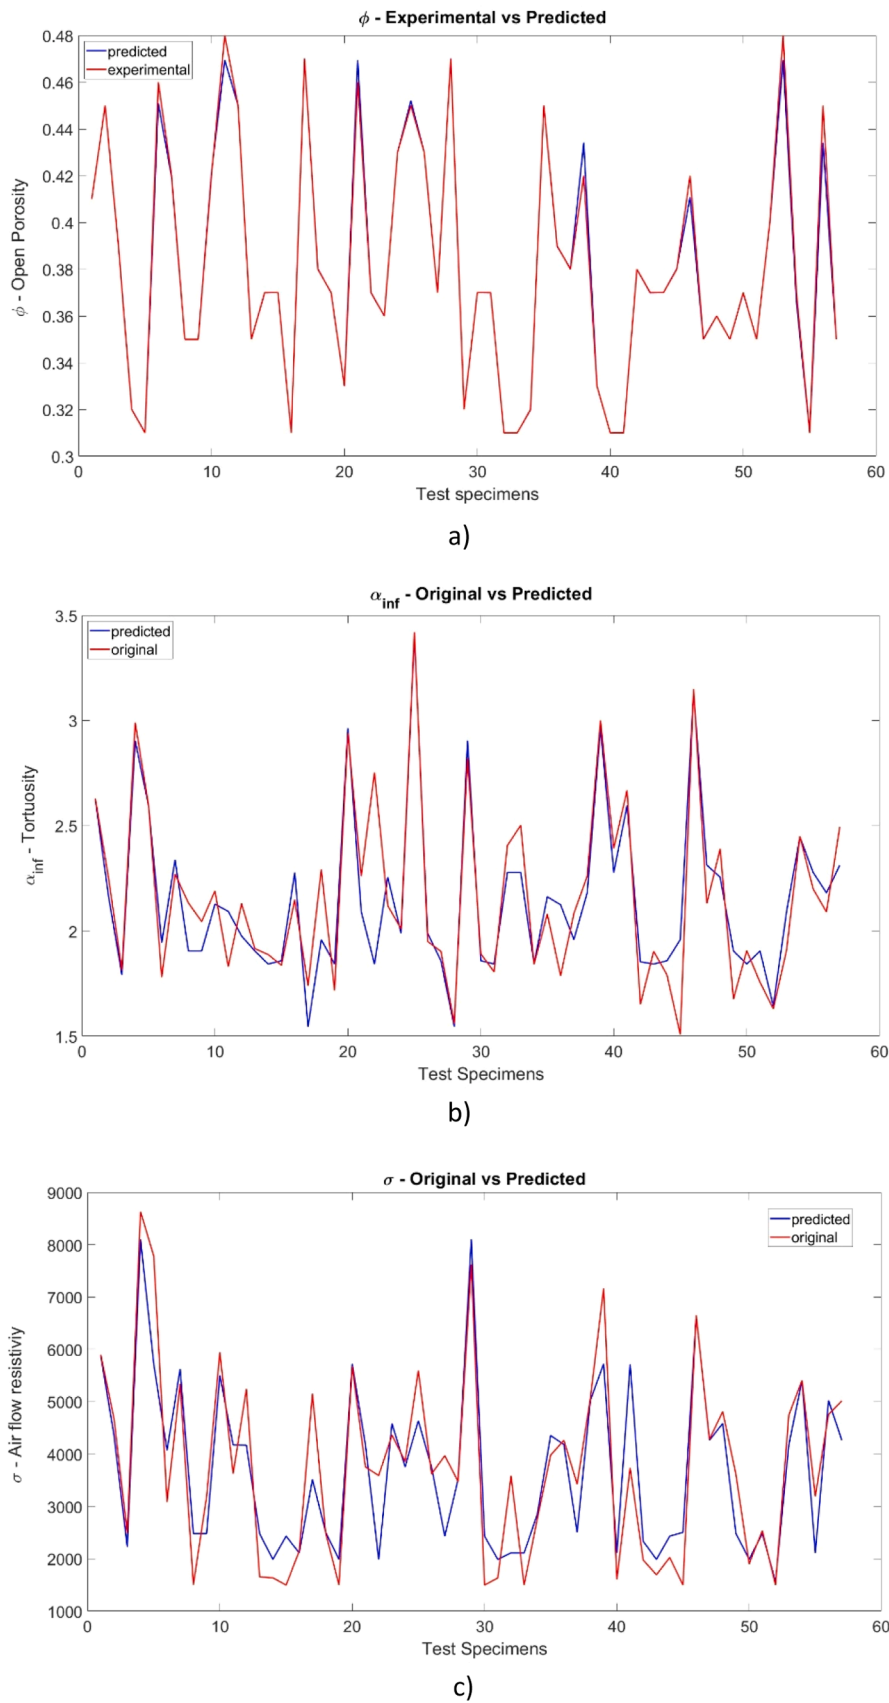 ϕ - Experimental vs Predicted
predicted
experimental
0.48
0.46
0.44
0.42
0.4
0.38
0.36
0.34
0.32
0.3
ϕ - Open Porosity
10
20
30
40
50
60
Test specimens
a)
α_inf - Original vs Predicted
predicted
original
3.5
3
2.5
2
1.5
α_inf - Tortuosity
0
10
20
30
40
50
60
Test Specimens
b)
σ - Original vs Predicted
predicted
original
9000
8000
7000
6000
5000
4000
3000
2000
1000
σ - Air flow resistiviy
0
10
20
30
40
50
60
Test Specimens
c)